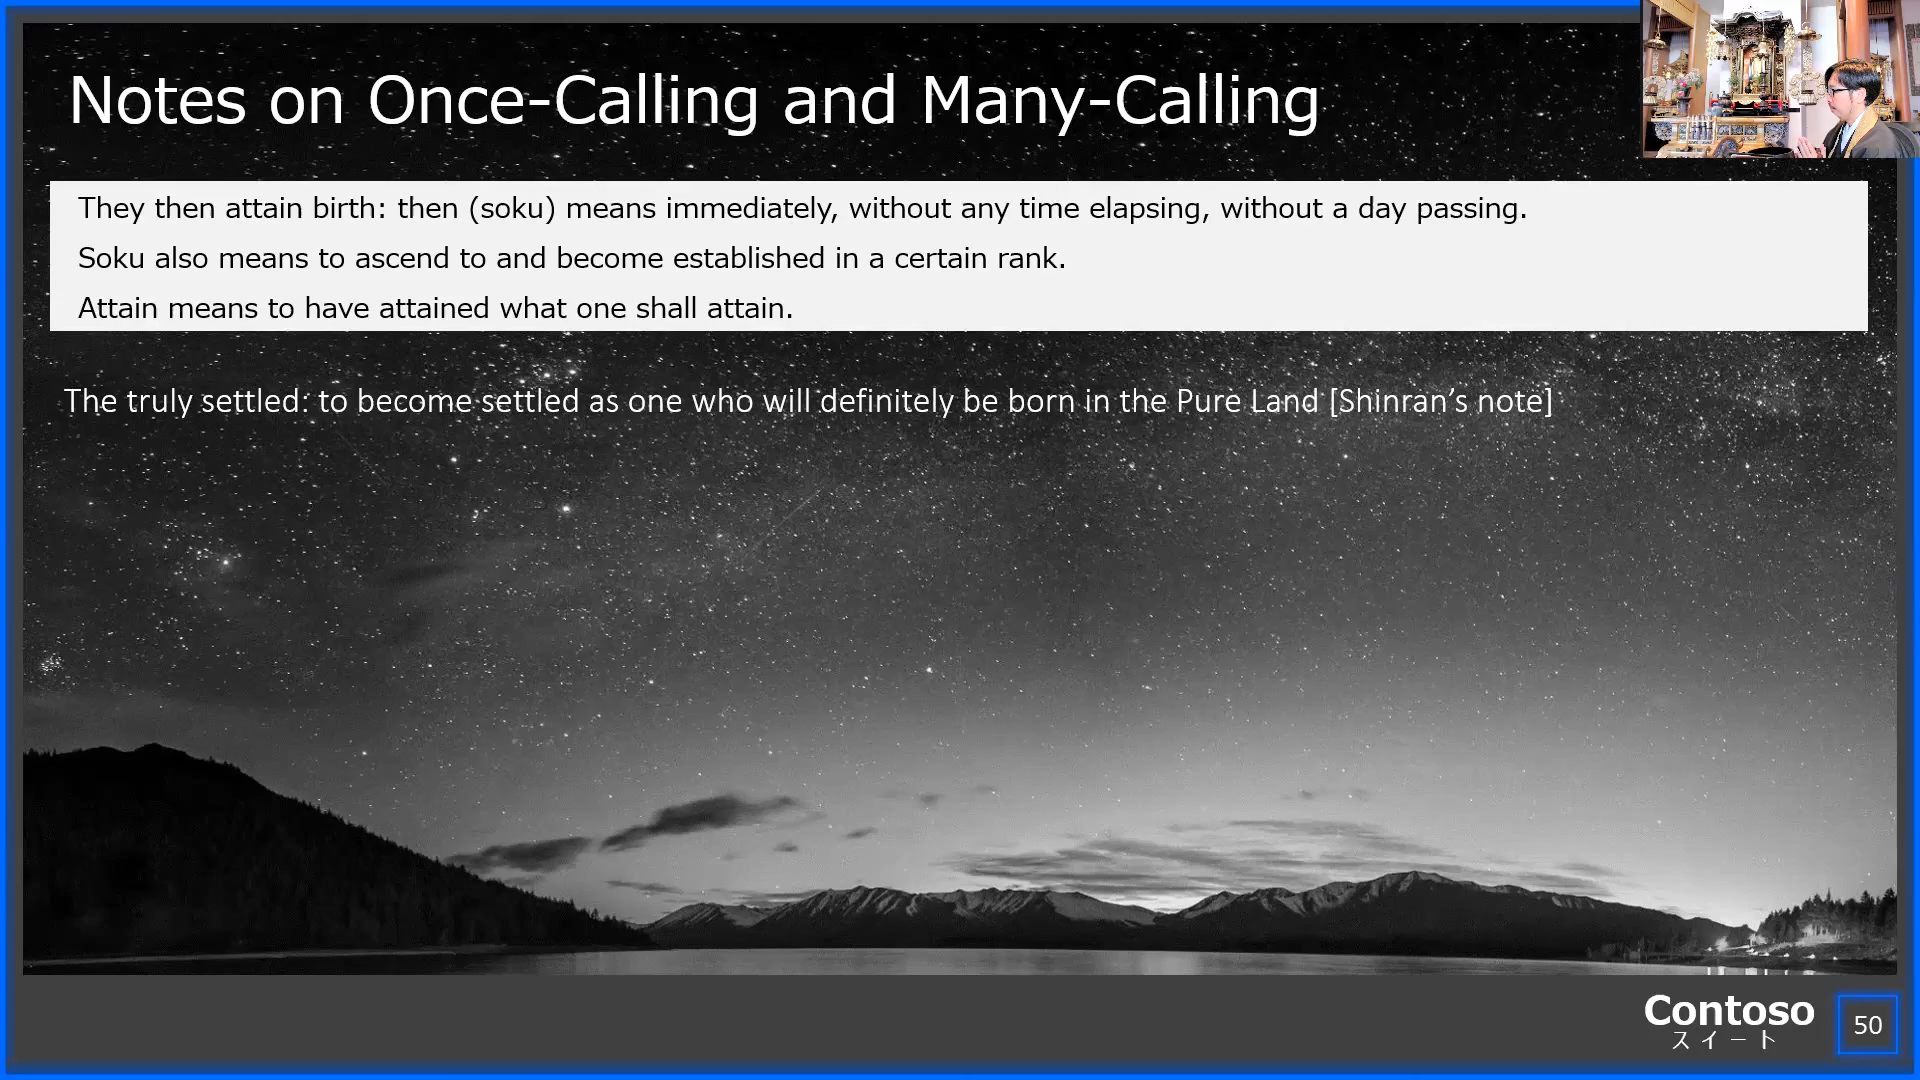 Notes on Once-Calling and Many-Calling
They then attain birth: then (soku) means immediately, without any time elapsing, without a day passing.
Soku also means to ascend to and become established in a certain rank.
Attain means to have attained what one shall attain.
The truly settled: to become settled as one who will definitely be born in the Pure Land [Shinran’s note]
Contoso
スイート
50